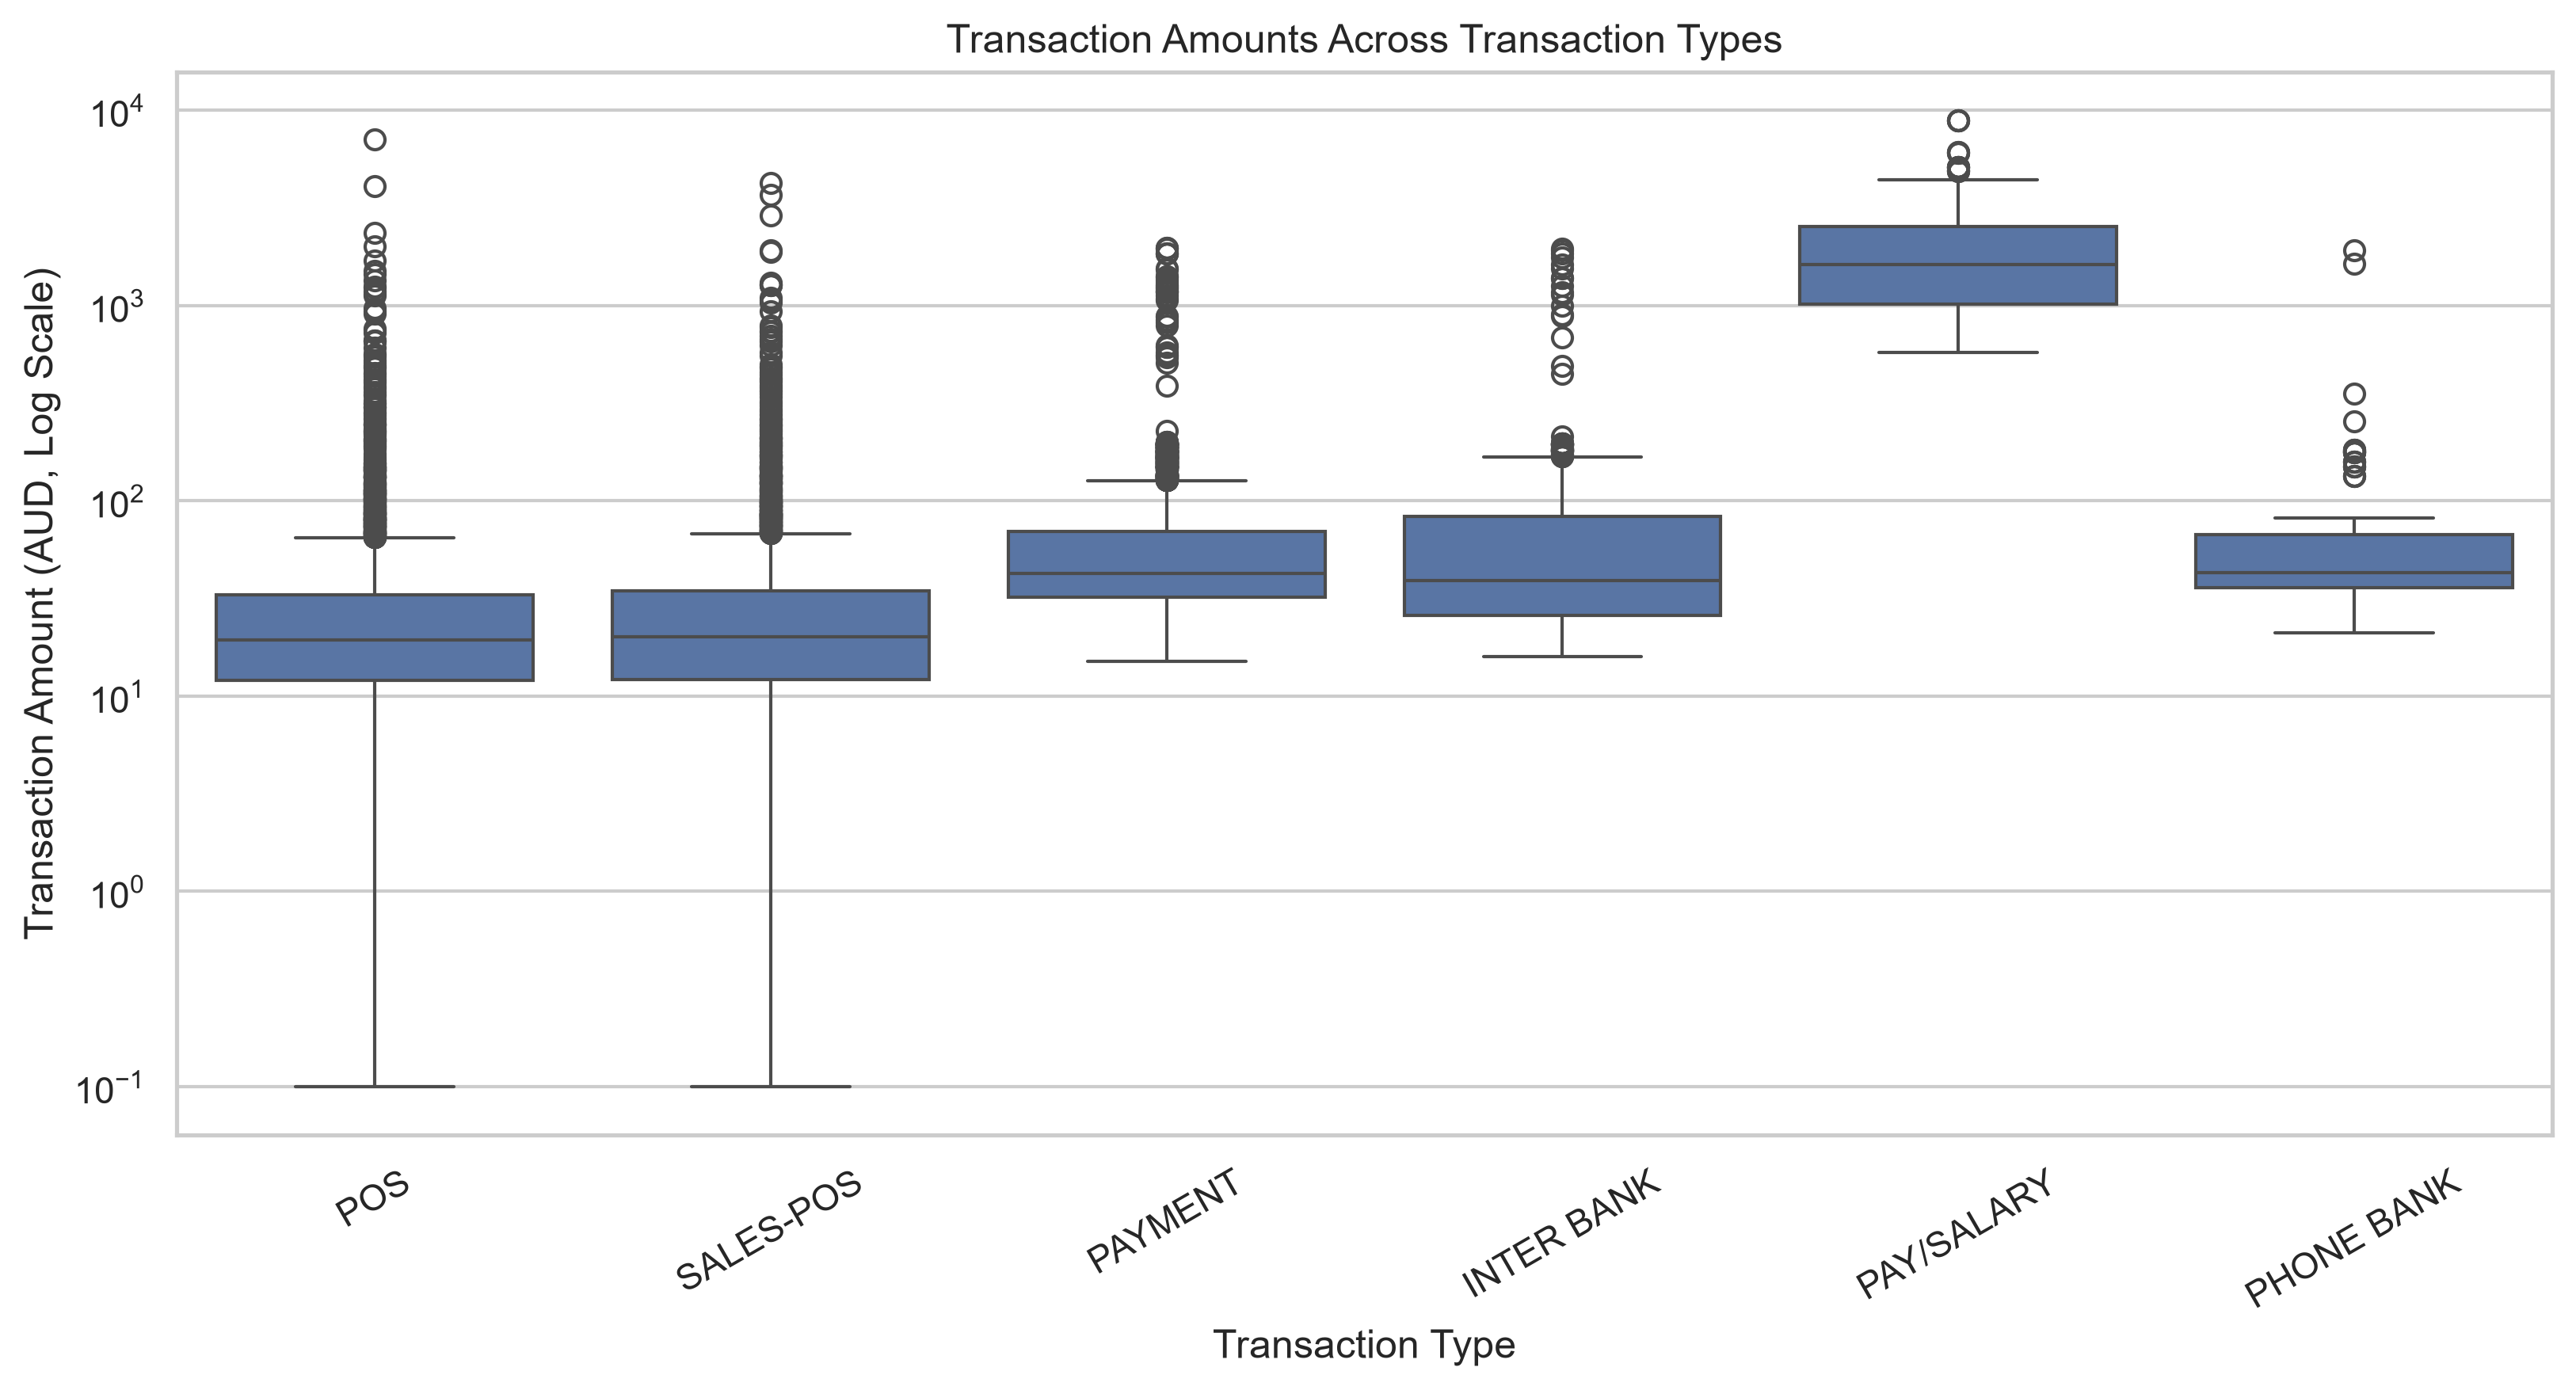 Transaction Amounts Across Transaction Types
Transaction Amount (AUD, Log Scale)
10⁴
10³
10²
10¹
10⁰
10⁻¹
POS
SALES-POS
PAYMENT
INTER BANK
PAY/SALARY
PHONE BANK
Transaction Type